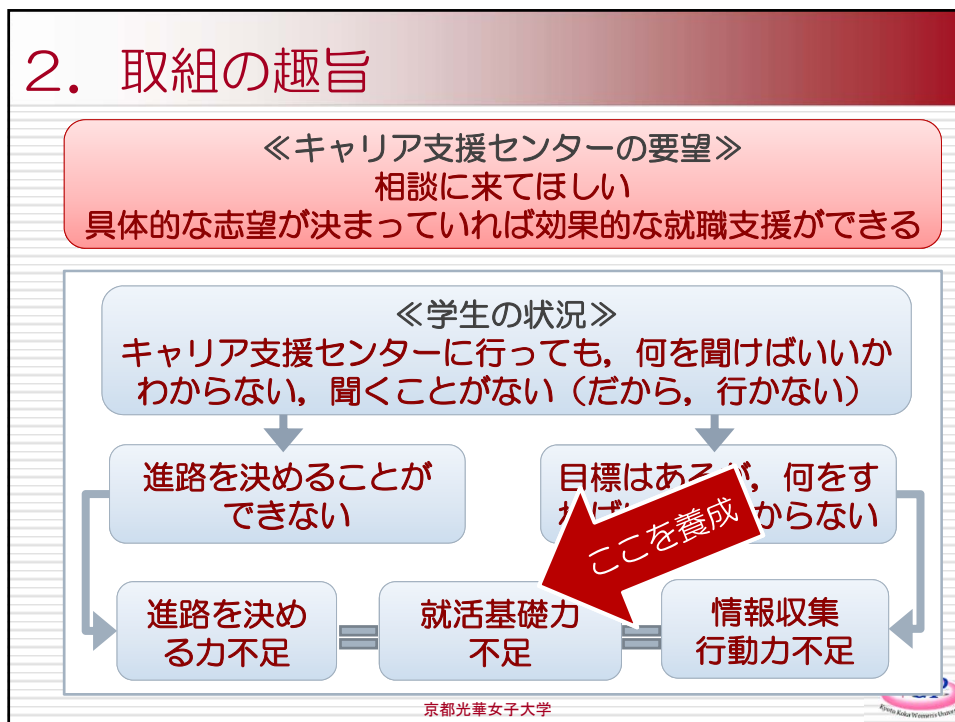 ２．取組の趣旨
≪キャリア支援センターの要望≫
相談に来てほしい
具体的な志望が決まっていれば効果的な就職支援ができる
≪学生の状況≫
キャリア支援センターに行っても，何を聞けばいいか
わからない，聞くことがない（だから，行かない）
進路を決めることが
できない
目標はあるが，何をす
からない
ここを養成
進路を決め
る力不足
就活基礎力
不足
情報収集
行動力不足
京都光華女子大学